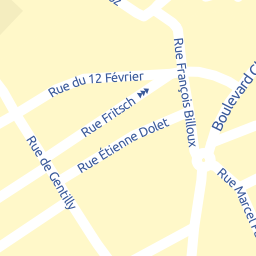 Rue François Billoux
Rue du 12 Février
Boulevard
Rue Fritsch
Rue Étienne Dolet
Rue de Gentilly
Rue Marcel